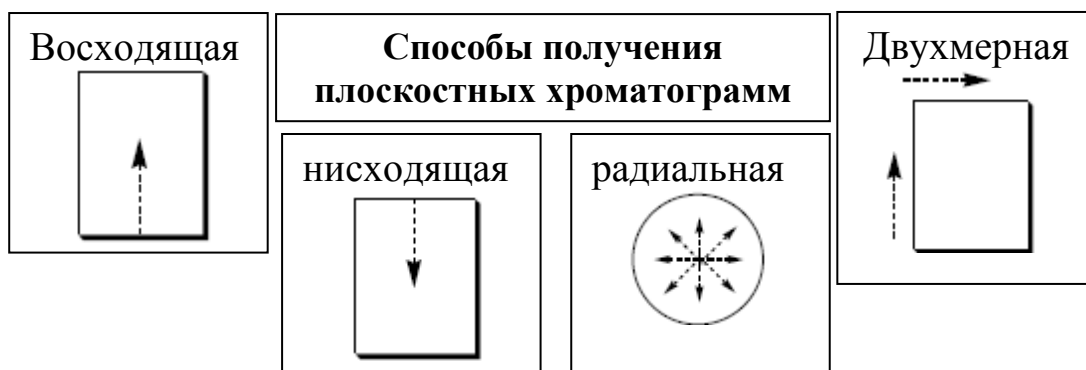 Восходящая
Способы получения
плоскостных хроматограмм
Двухмерная
нисходящая
радиальная